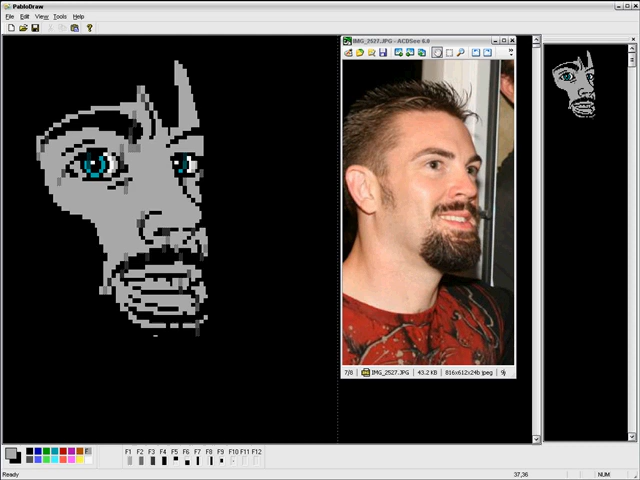 PabloDraw
File Edit View Tools Help
IMG_2527.JPG - ACDSee 6.0
7/8 IMG_2527.JPG 43.2 KB 816x612x24b jpeg
F1 F2 F3 F4 F5 F6 F7 F8 F9 F10 F11 F12
Ready 37,36 NUM